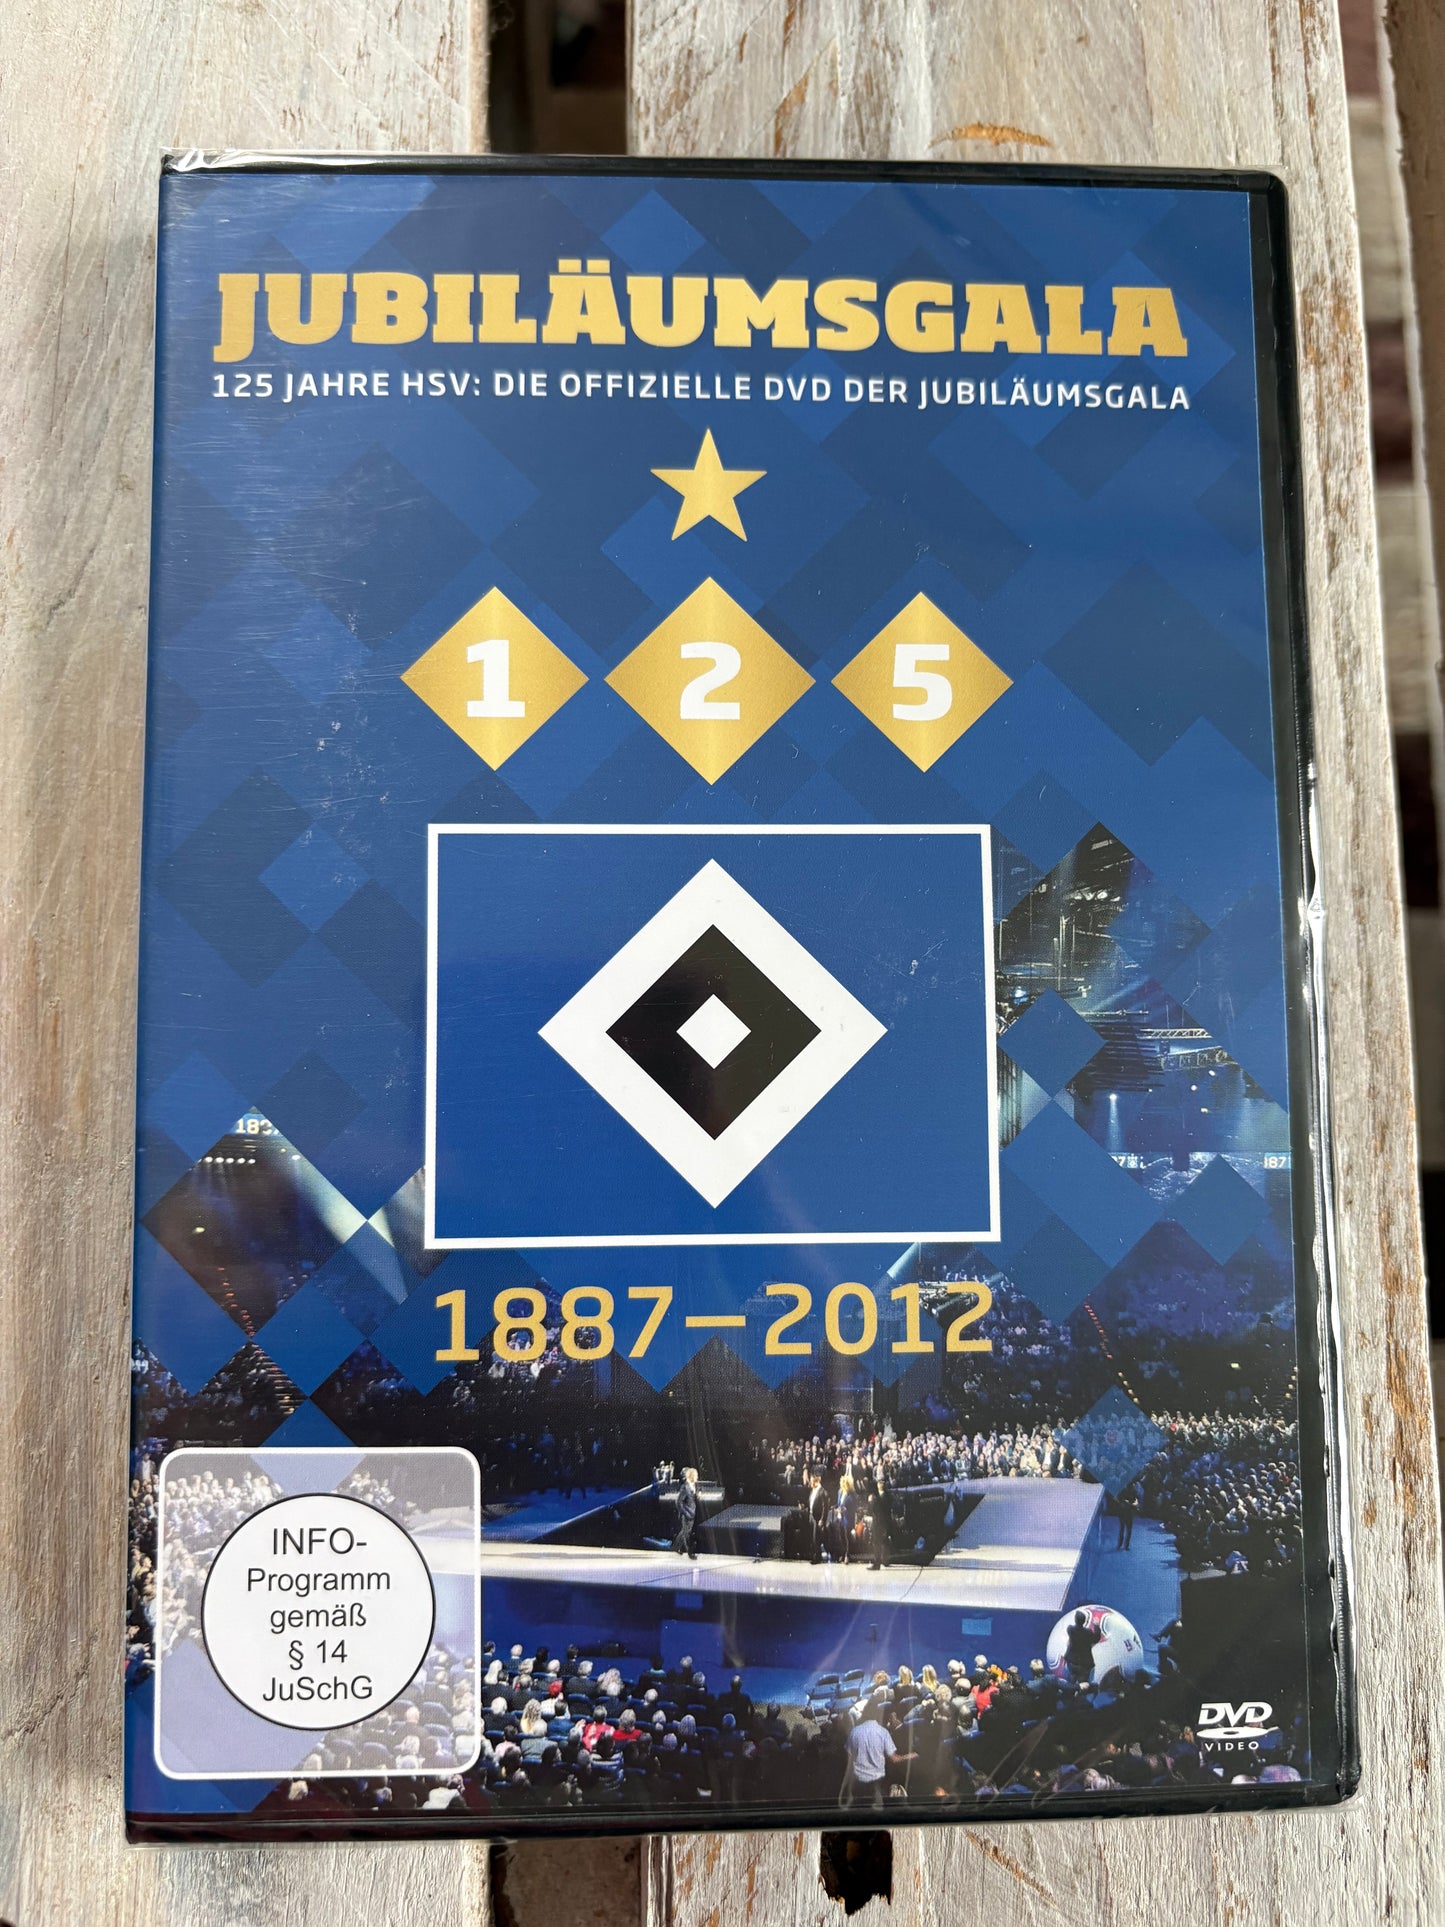 JUBILÄUMSGALA
125 JAHRE HSV: DIE OFFIZIELLE DVD DER JUBILÄUMSGALA
1 2 5
1887–2012
INFO-
Programm
gemäß
§ 14
JuSchG
DVD
VIDEO